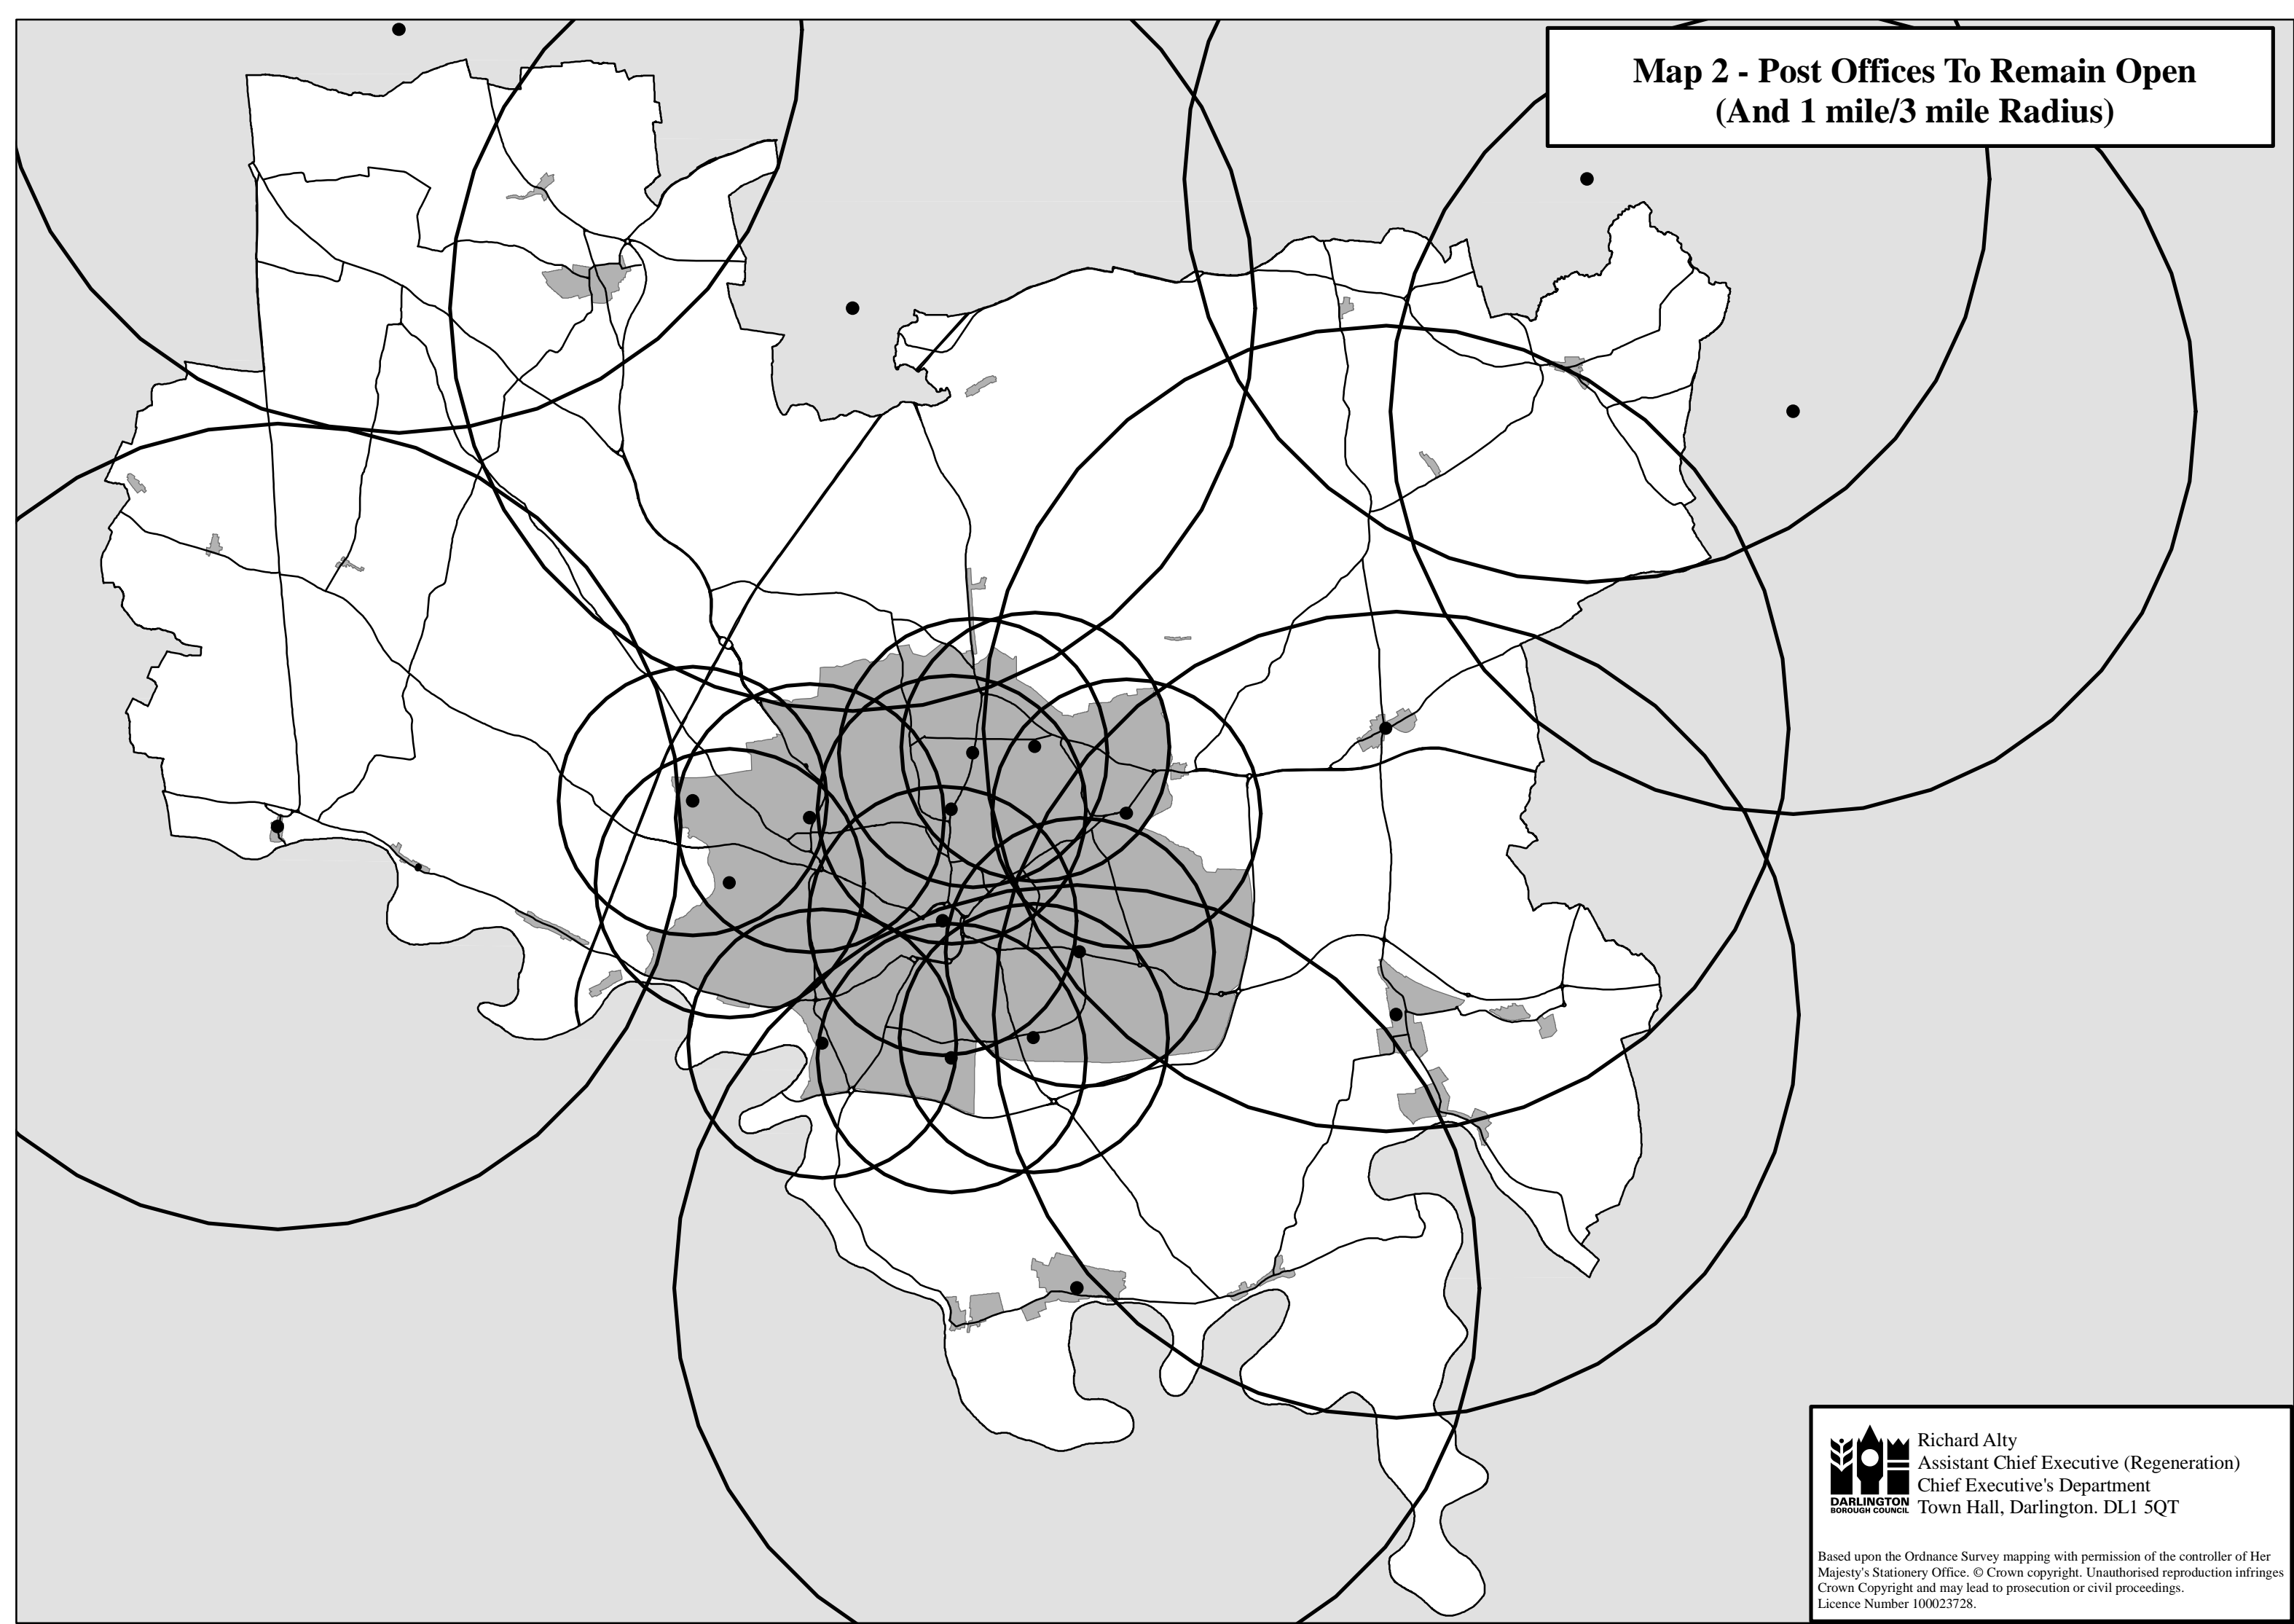 Map 2 - Post Offices To Remain Open
(And 1 mile/3 mile Radius)
Richard Alty
Assistant Chief Executive (Regeneration)
Chief Executive's Department
Town Hall, Darlington. DL1 5QT
DARLINGTON
BOROUGH COUNCIL
Based upon the Ordnance Survey mapping with permission of the controller of Her
Majesty's Stationery Office. © Crown copyright. Unauthorised reproduction infringes
Crown Copyright and may lead to prosecution or civil proceedings.
Licence Number 100023728.